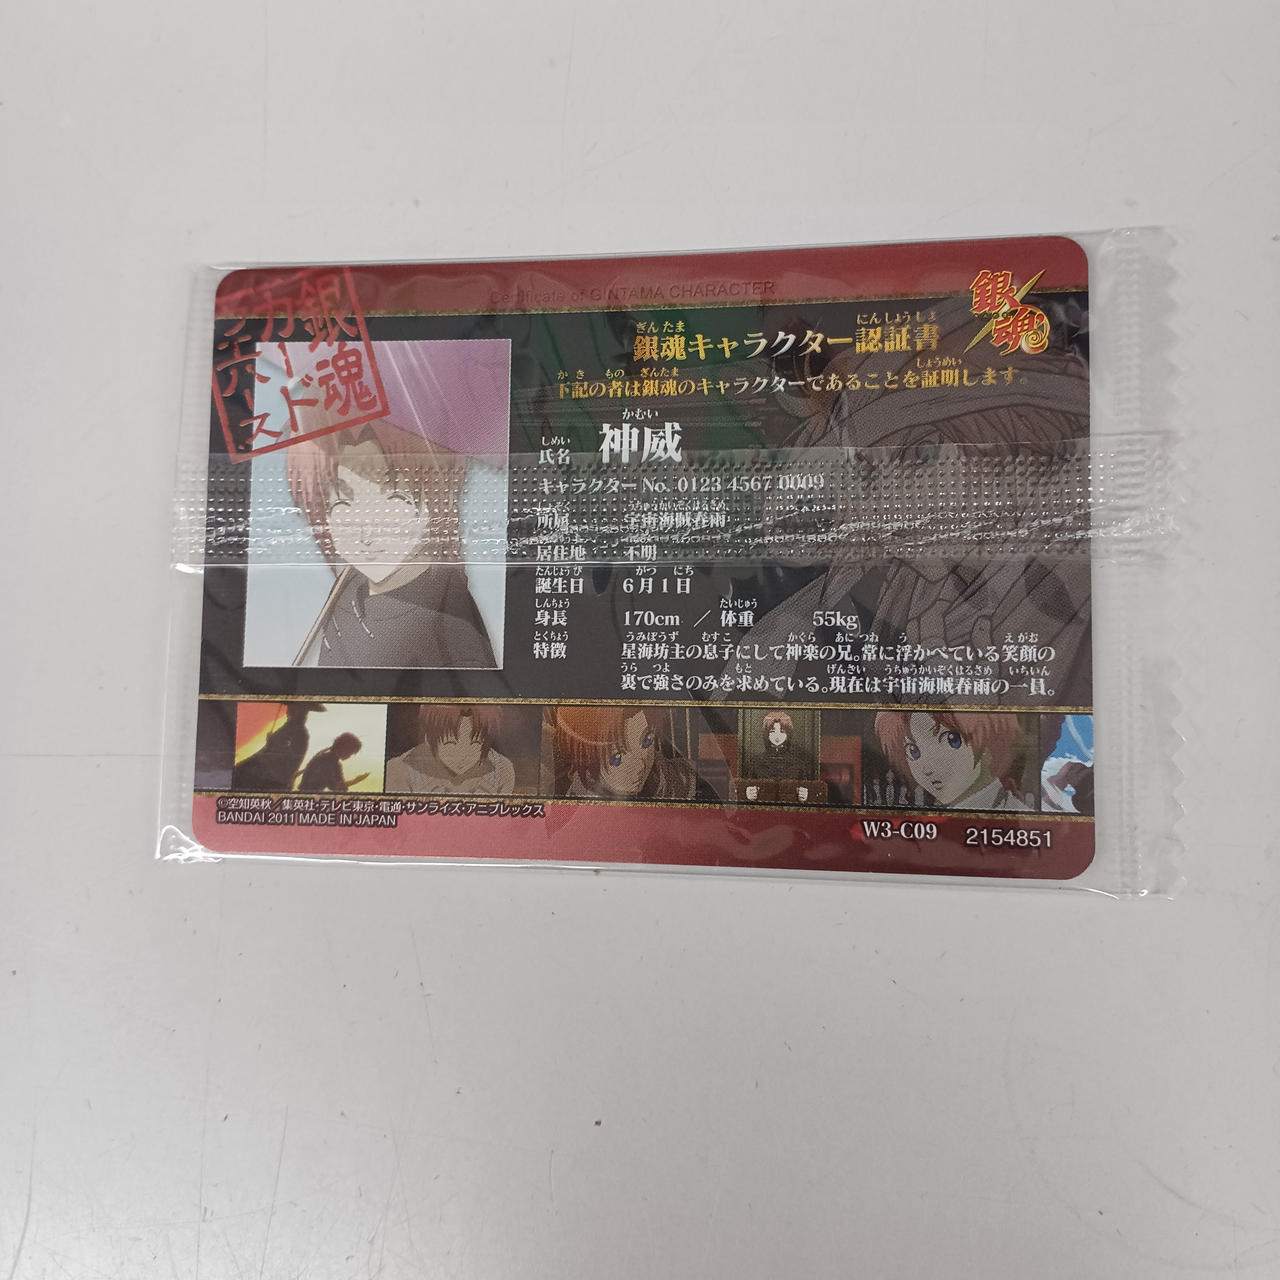 Certificate of GINTAMA CHARACTER
銀魂
カード
銀魂
ぎん たま にんしょうしょ
銀魂キャラクター認証書
か き もの ぎんたま しょうめい
下記の者は銀魂のキャラクターであることを証明します。
かむい
しめい
氏名 神威
キャラクターNo. 0123 4567 0009
所属 宇宙海賊春雨
居住地 不明
たんじょう び がつ にち
誕生日 6月1日
しんちょう たいじゅう
身長 170cm / 体重 55kg
とくちょう うみぼうず むすこ かぐら あに つね う えがお
特徴 星海坊主の息子にして神楽の兄。常に浮かべている笑顔の
うら つよ もと げんざい うちゅうかいぞくはるさめ いちいん
裏で強さのみを求めている。現在は宇宙海賊春雨の一員。
©空知英秋/集英社・テレビ東京・電通・サンライズ・アニプレックス
BANDAI 2011 MADE IN JAPAN
W3-C09 2154851